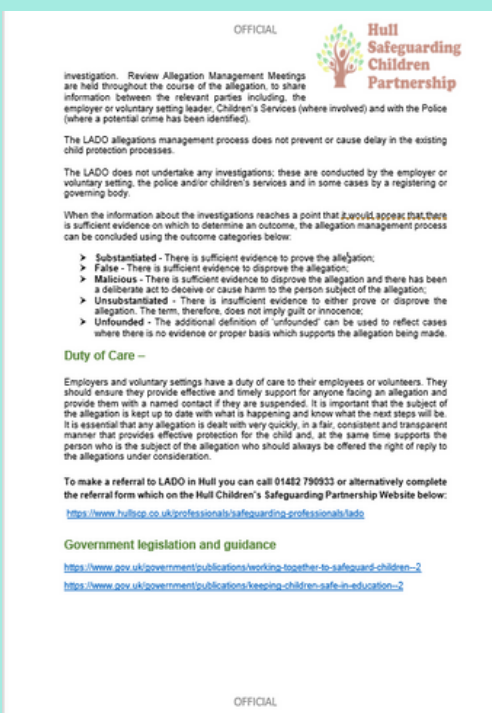 OFFICIAL
Hull
Safeguarding
Children
Partnership
investigation. Review Allegation Management Meetings
are held throughout the course of the allegation, to share
information between the relevant parties including, the
employer or voluntary setting leader, Children's Services (where involved) and with the Police
(where a potential crime has been identified).
The LADO allegations management process does not prevent or cause delay in the existing
child protection processes.
The LADO does not undertake any investigations; these are conducted by the employer or
voluntary setting, the police and/or children's services and in some cases by a registering or
governing body.
When the information about the investigations reaches a point that it would appear that there
is sufficient evidence on which to determine an outcome, the allegation management process
can be concluded using the outcome categories below:
➤ Substantiated - There is sufficient evidence to prove the allegation;
➤ False - There is sufficient evidence to disprove the allegation;
➤ Malicious - There is sufficient evidence to disprove the allegation and there has been
a deliberate act to deceive or cause harm to the person subject of the allegation;
➤ Unsubstantiated - There is insufficient evidence to either prove or disprove the
allegation. The term, therefore, does not imply guilt or innocence;
➤ Unfounded - The additional definition of 'unfounded' can be used to reflect cases
where there is no evidence or proper basis which supports the allegation being made.
Duty of Care –
Employers and voluntary settings have a duty of care to their employees or volunteers. They
should ensure they provide effective and timely support for anyone facing an allegation and
provide them with a named contact if they are suspended. It is important that the subject of
the allegation is kept up to date with what is happening and know what the next steps will be.
It is essential that any allegation is dealt with very quickly, in a fair, consistent and transparent
manner that provides effective protection for the child and, at the same time supports the
person who is the subject of the allegation who should always be offered the right of reply to
the allegations under consideration.
To make a referral to LADO in Hull you can call 01482 790933 or alternatively complete
the referral form which on the Hull Children's Safeguarding Partnership Website below:
https://www.hullscp.co.uk/professionals/safeguarding-professionals/lado
Government legislation and guidance
https://www.gov.uk/government/publications/working-together-to-safeguard-children--2
https://www.gov.uk/government/publications/keeping-children-safe-in-education--2
OFFICIAL